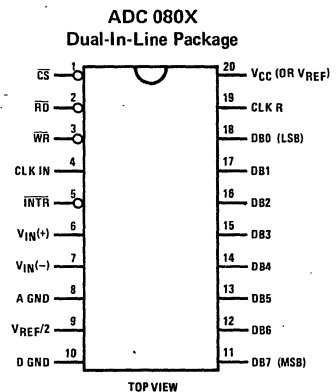 ADC 080X
Dual-In-Line Package
CS 1 20 VCC (OR VREF)
RD 2 19 CLK R
WR 3 18 DB0 (LSB)
CLK IN 4 17 DB1
INTR 5 16 DB2
VIN(+) 6 15 DB3
VIN(−) 7 14 DB4
A GND 8 13 DB5
VREF/2 9 12 DB6
D GND 10 11 DB7 (MSB)
TOP VIEW